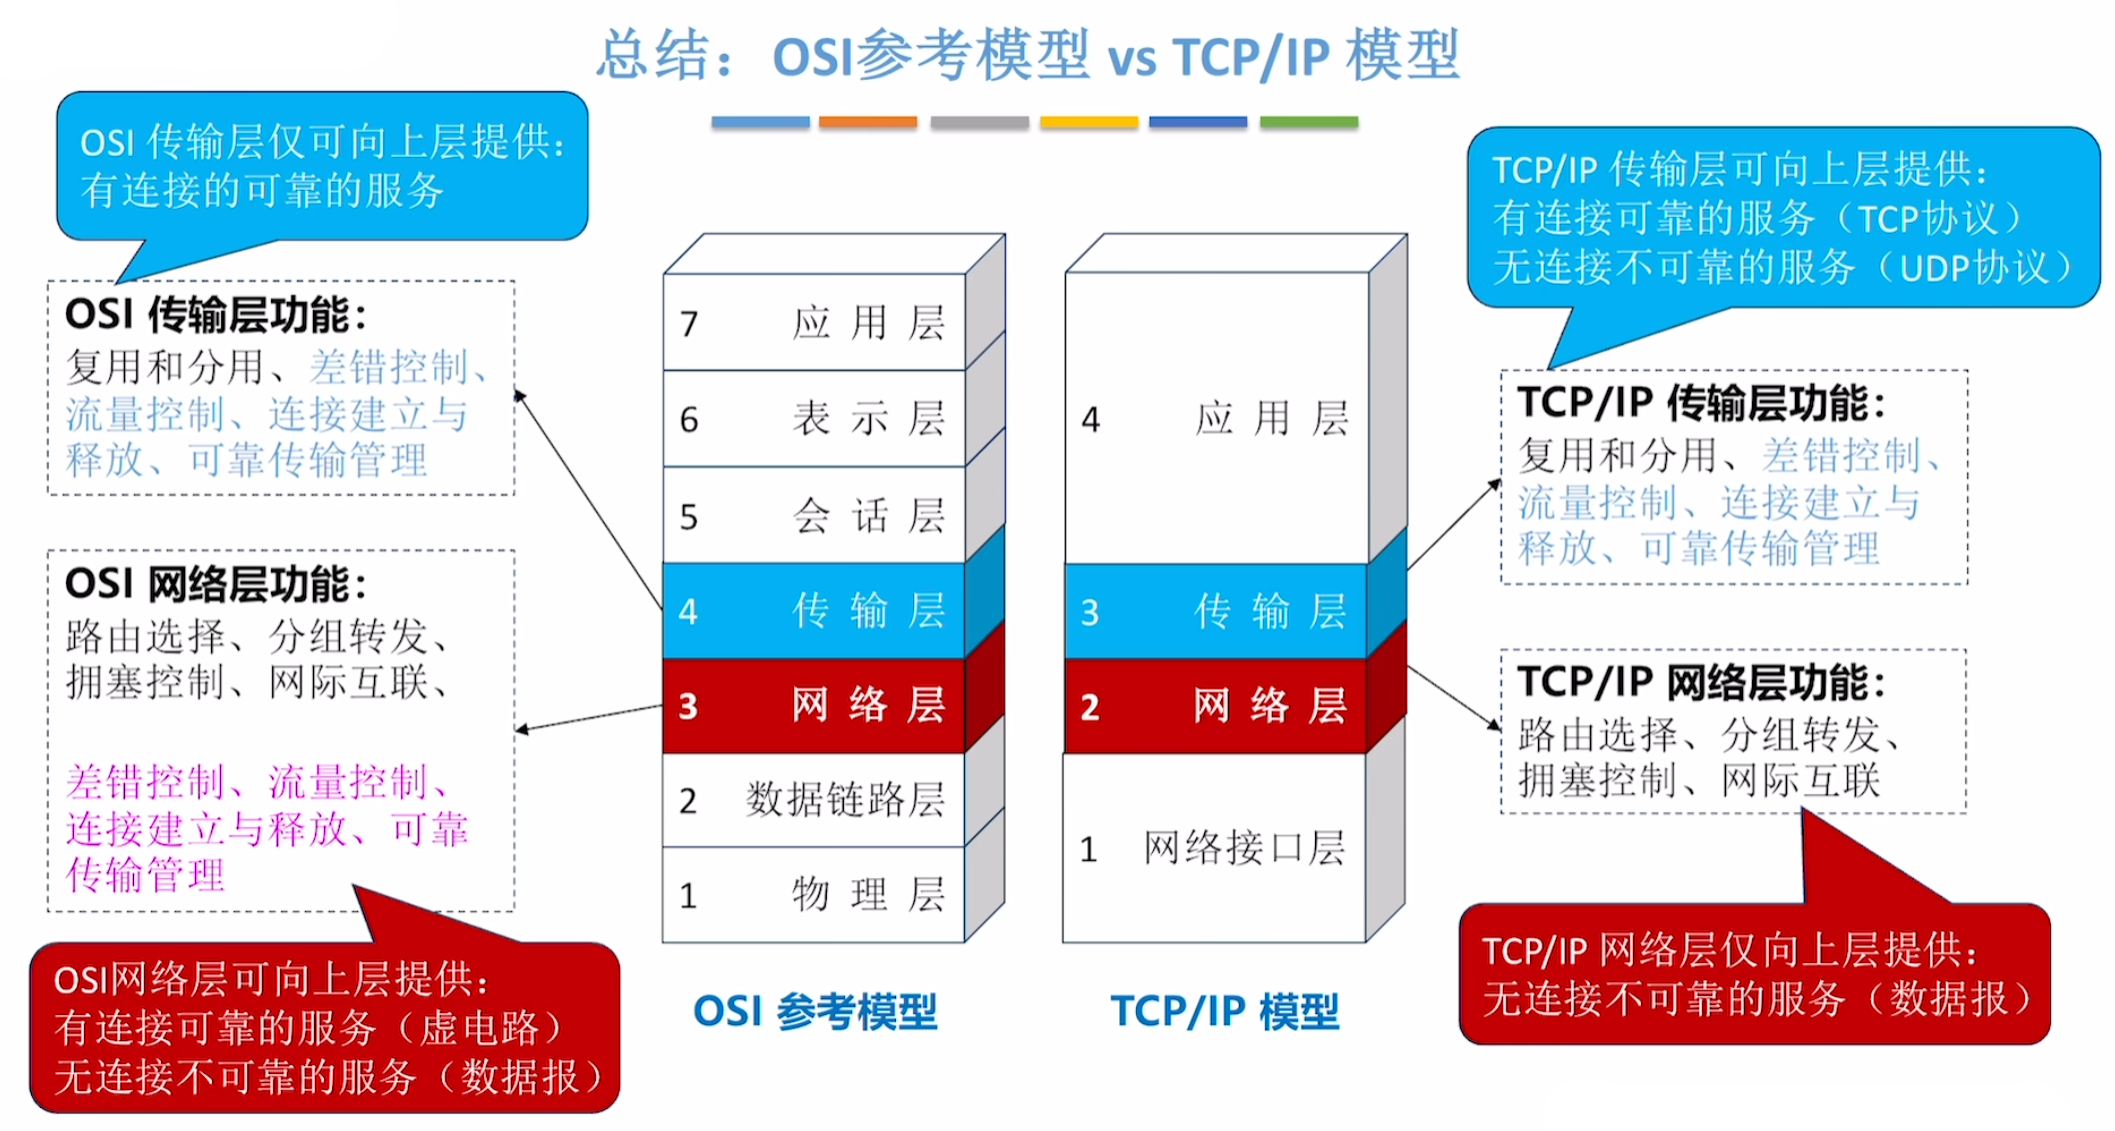 总结：OSI参考模型 vs TCP/IP 模型
OSI 传输层仅可向上层提供：
有连接的可靠的服务
OSI 传输层功能：
复用和分用、差错控制、
流量控制、连接建立与
释放、可靠传输管理
OSI 网络层功能：
路由选择、分组转发、
拥塞控制、网际互联、
差错控制、流量控制、
连接建立与释放、可靠
传输管理
OSI网络层可向上层提供：
有连接可靠的服务（虚电路）
无连接不可靠的服务（数据报）
7 应用层
6 表示层
5 会话层
4 传输层
3 网络层
2 数据链路层
1 物理层
OSI 参考模型
4 应用层
3 传输层
2 网络层
1 网络接口层
TCP/IP 模型
TCP/IP 传输层可向上层提供：
有连接可靠的服务（TCP协议）
无连接不可靠的服务（UDP协议）
TCP/IP 传输层功能：
复用和分用、差错控制、
流量控制、连接建立与
释放、可靠传输管理
TCP/IP 网络层功能：
路由选择、分组转发、
拥塞控制、网际互联
TCP/IP 网络层仅向上层提供：
无连接不可靠的服务（数据报）